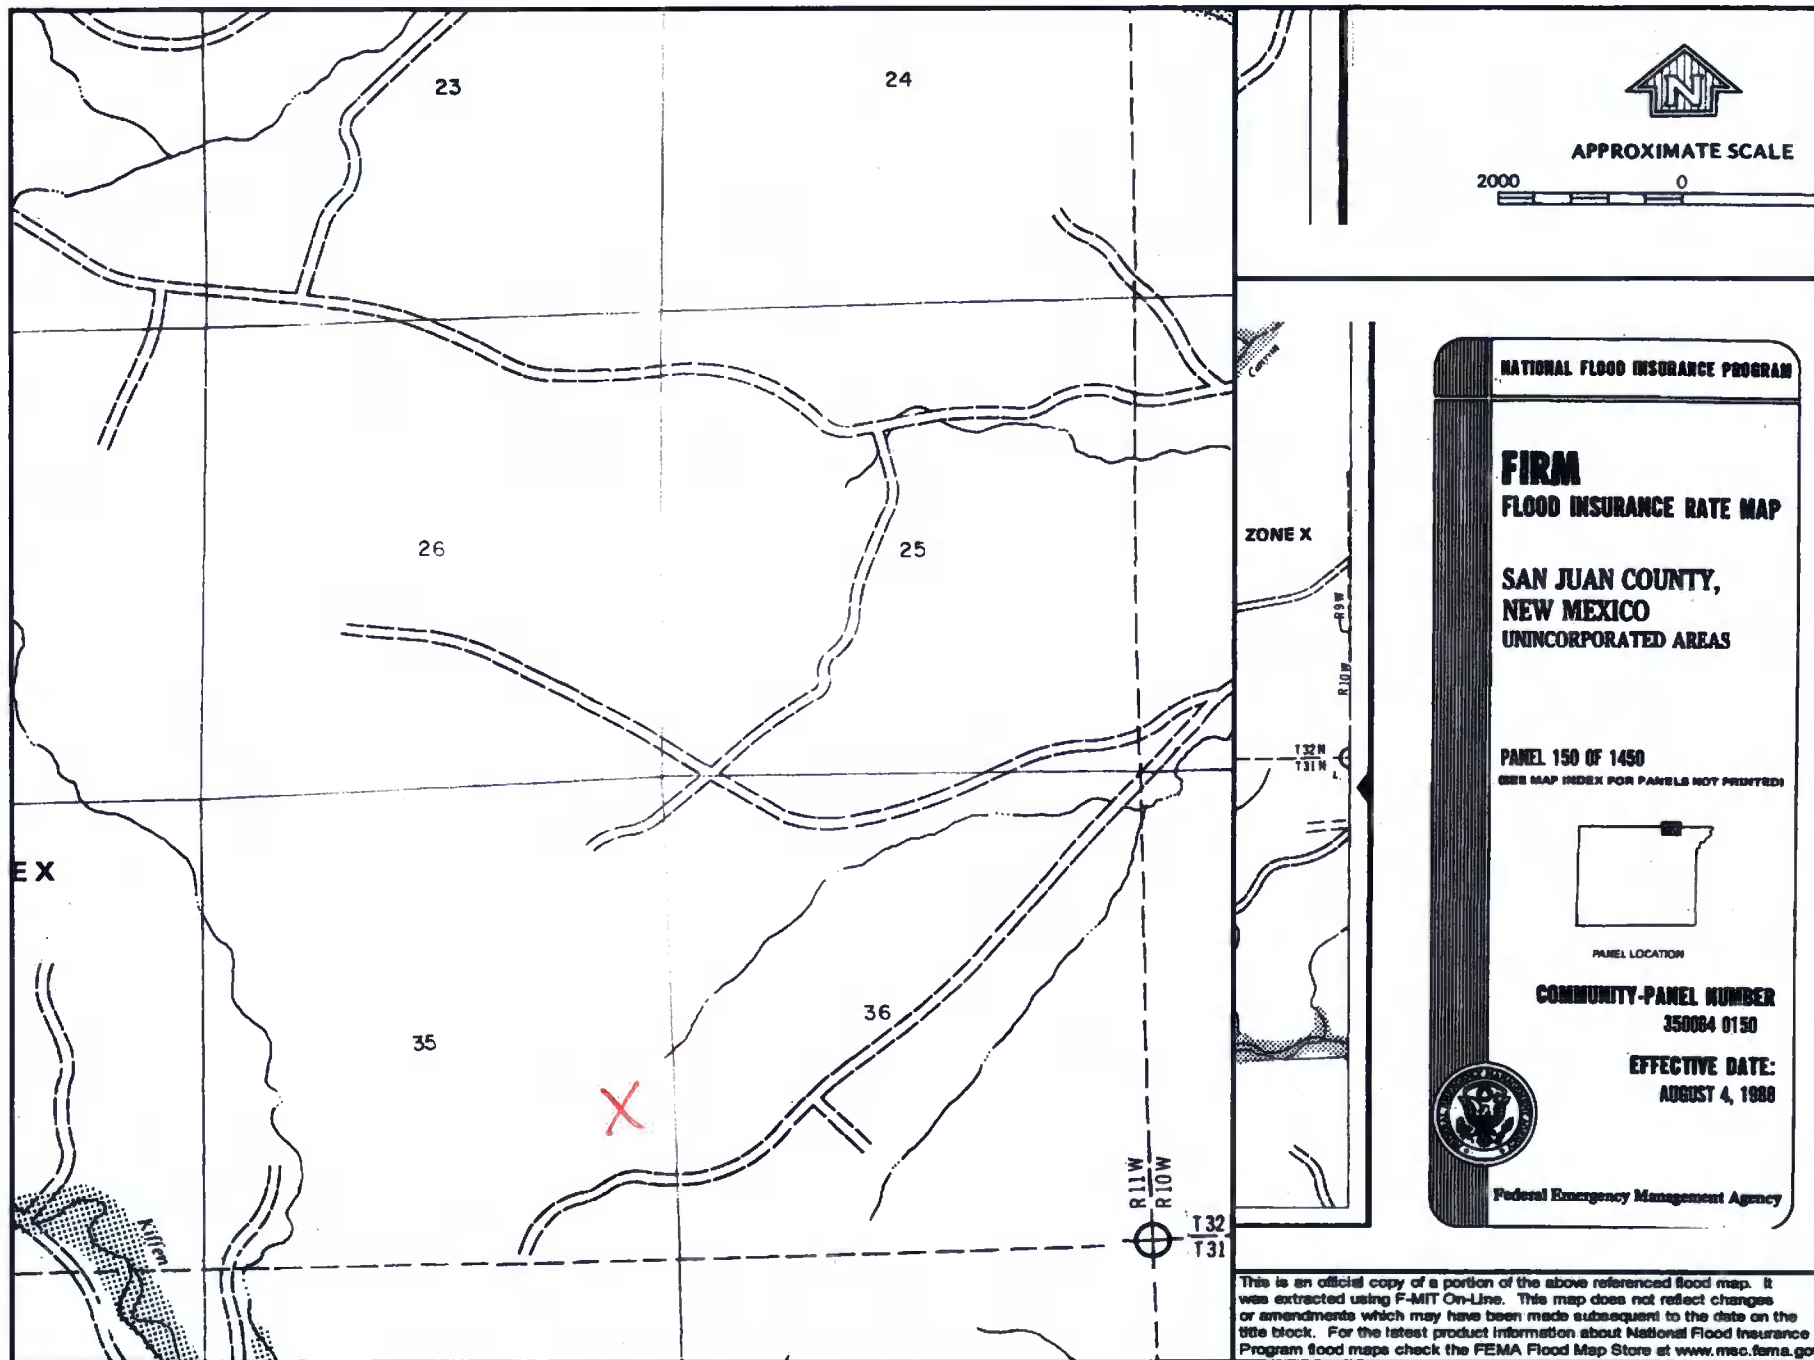 23
24
26
25
E X
35
36
X
Kiffen
R11W
R10W
T32
T31
N
APPROXIMATE SCALE
2000 0
Canyon
ZONE X
R9W
R10W
T32N
T31N
NATIONAL FLOOD INSURANCE PROGRAM
FIRM
FLOOD INSURANCE RATE MAP
SAN JUAN COUNTY,
NEW MEXICO
UNINCORPORATED AREAS
PANEL 150 OF 1450
(SEE MAP INDEX FOR PANELS NOT PRINTED)
PANEL LOCATION
COMMUNITY-PANEL NUMBER
350064 0150
EFFECTIVE DATE:
AUGUST 4, 1988
Federal Emergency Management Agency
This is an official copy of a portion of the above referenced flood map. It
was extracted using F-MIT On-Line. This map does not reflect changes
or amendments which may have been made subsequent to the date on the
title block. For the latest product information about National Flood Insurance
Program flood maps check the FEMA Flood Map Store at www.msc.fema.go